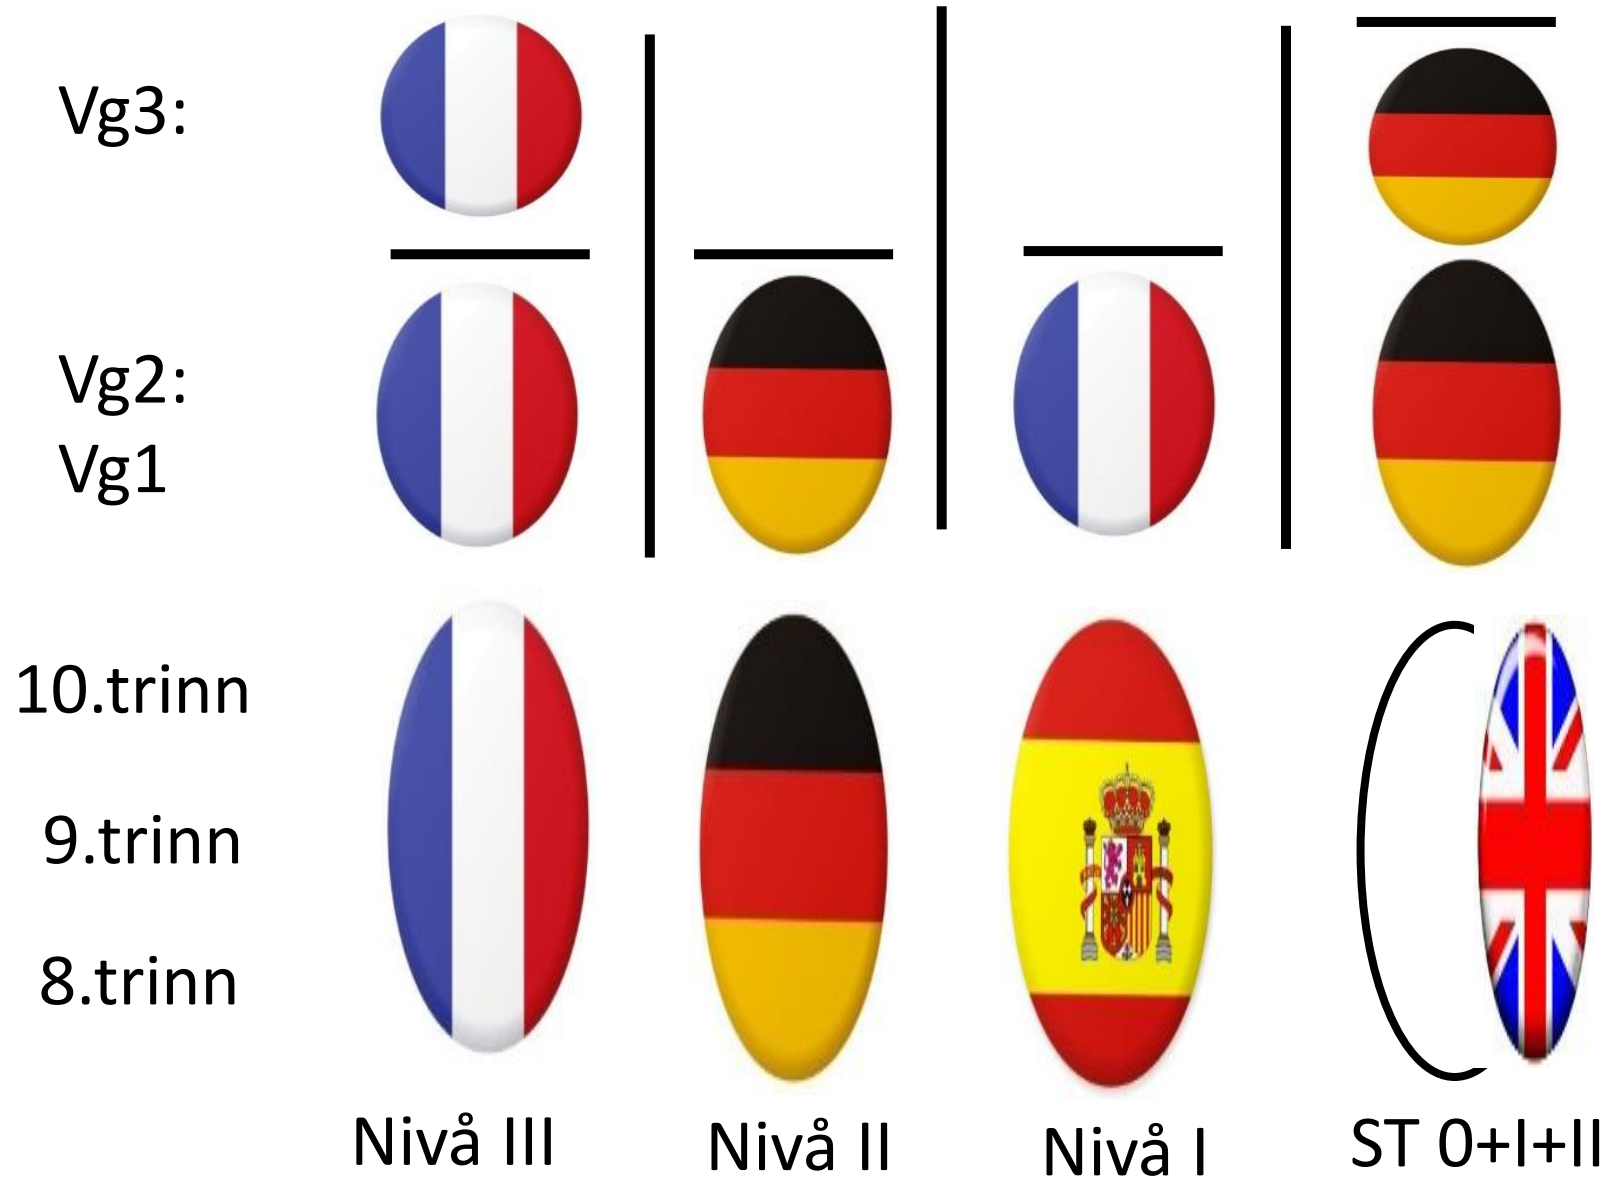 Vg3:
Vg2:
Vg1
10.trinn
9.trinn
8.trinn
Nivå III
Nivå II
Nivå I
ST 0+I+II